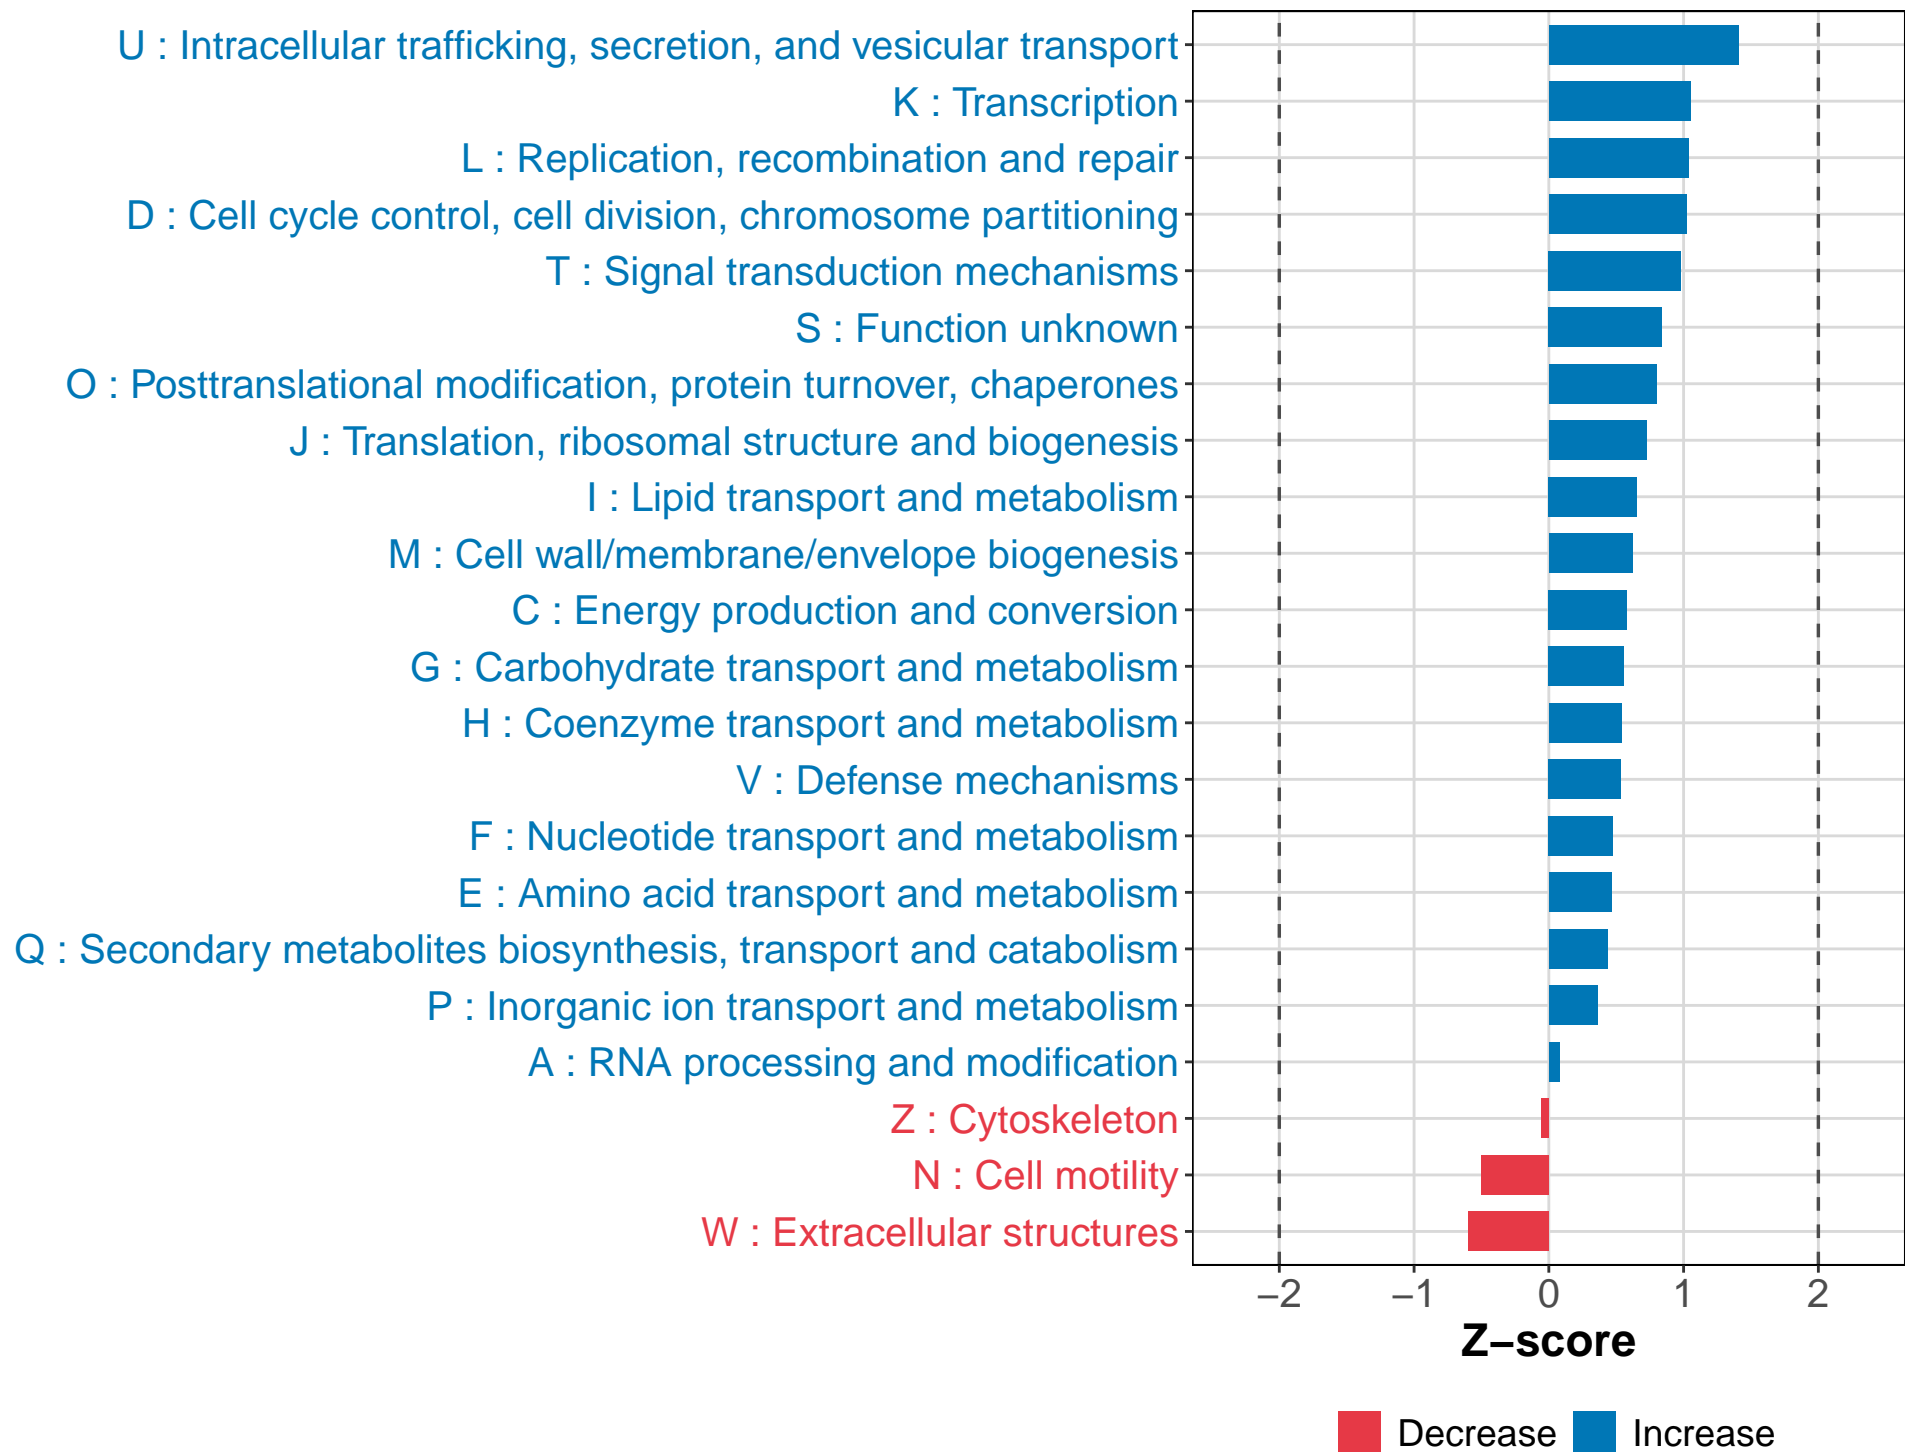 U : Intracellular trafficking, secretion, and vesicular transport
K : Transcription
L : Replication, recombination and repair
D : Cell cycle control, cell division, chromosome partitioning
T : Signal transduction mechanisms
S : Function unknown
O : Posttranslational modification, protein turnover, chaperones
J : Translation, ribosomal structure and biogenesis
I : Lipid transport and metabolism
M : Cell wall/membrane/envelope biogenesis
C : Energy production and conversion
G : Carbohydrate transport and metabolism
H : Coenzyme transport and metabolism
V : Defense mechanisms
F : Nucleotide transport and metabolism
E : Amino acid transport and metabolism
Q : Secondary metabolites biosynthesis, transport and catabolism
P : Inorganic ion transport and metabolism
A : RNA processing and modification
Z : Cytoskeleton
N : Cell motility
W : Extracellular structures
−2 −1 0 1 2
Z−score
Decrease Increase